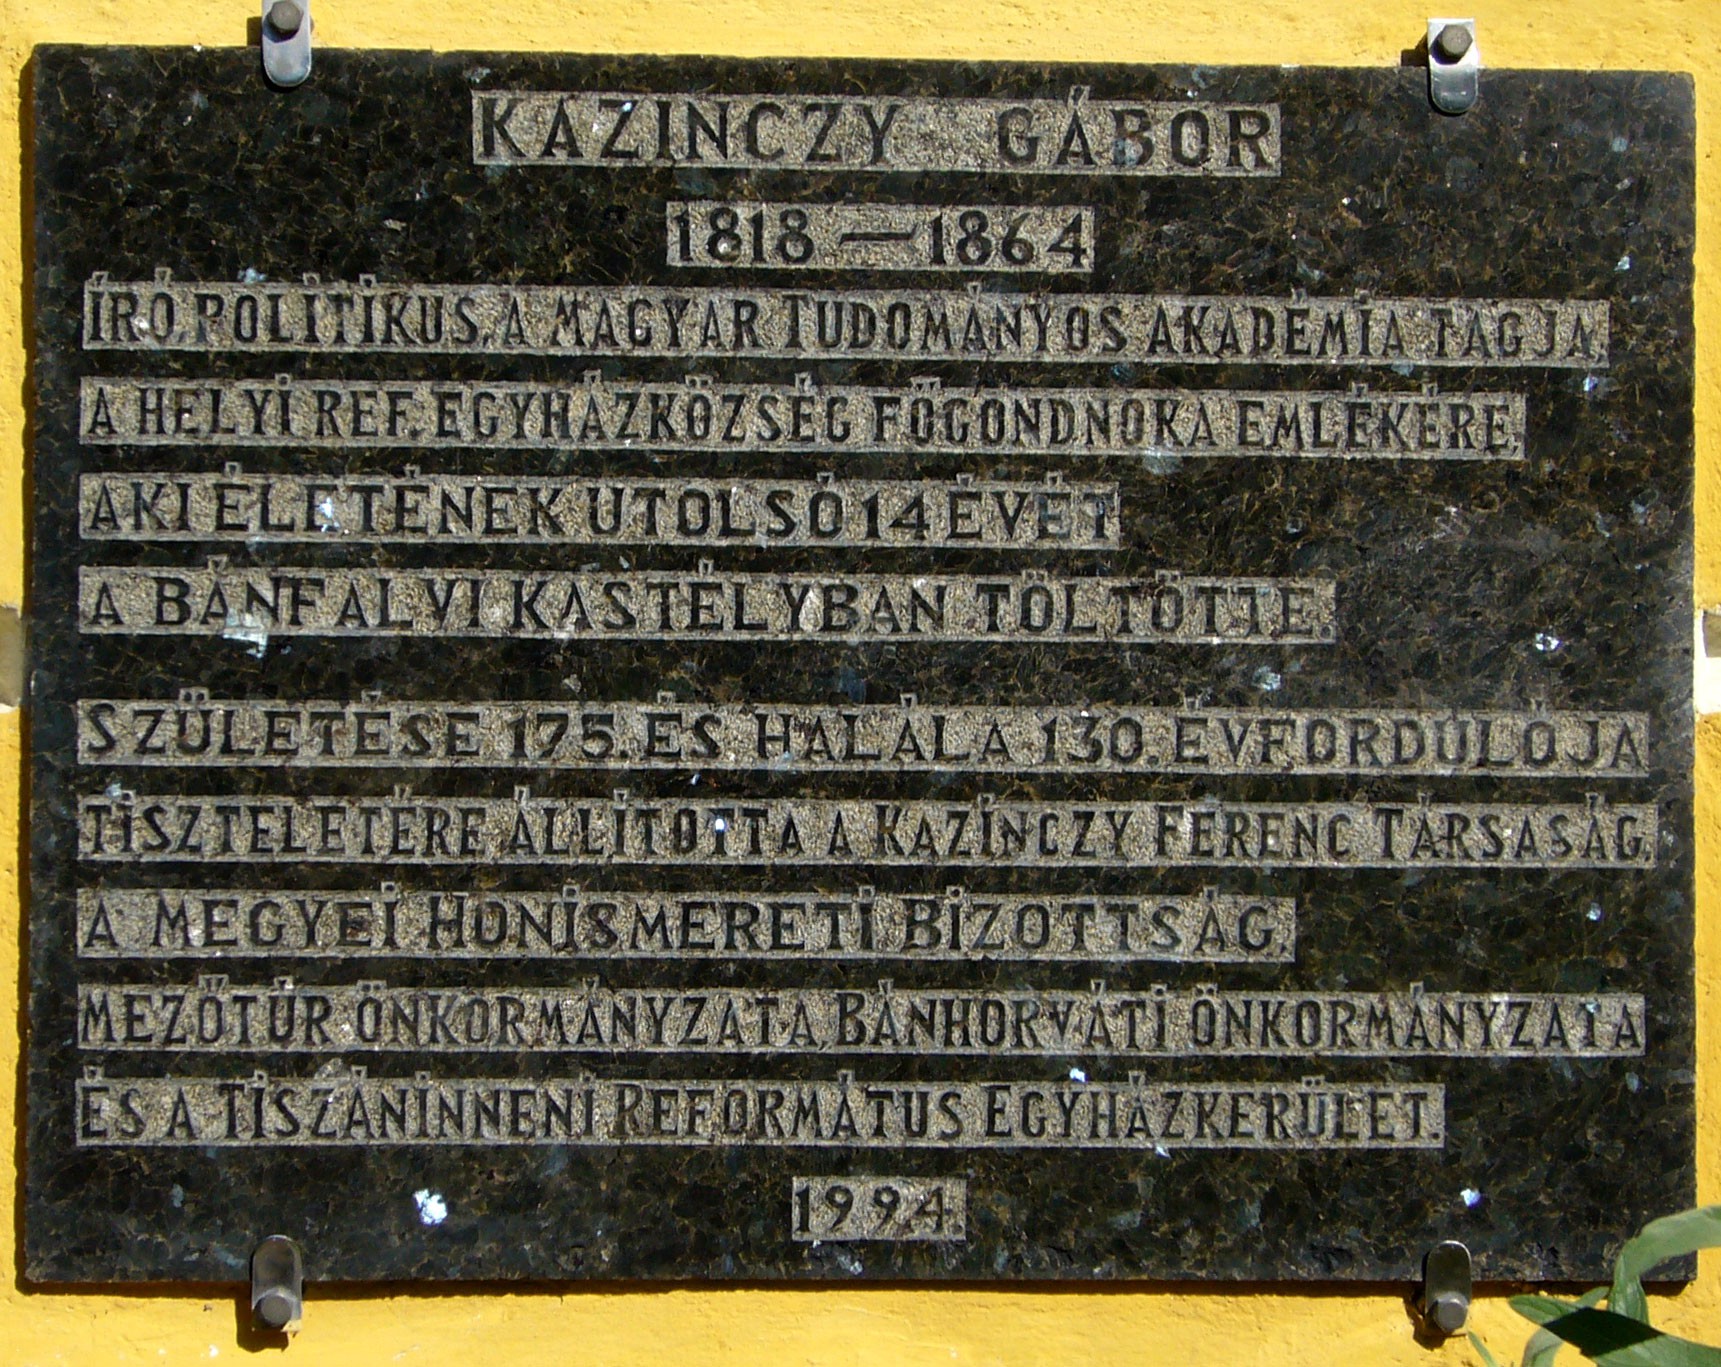 KAZINCZY GÁBOR
1818 — 1864
ÍRÓ, POLITIKUS, A MAGYAR TUDOMÁNYOS AKADÉMIA TAGJA,
A HELYI REF. EGYHÁZKÖZSÉG FŐGONDNOKA EMLÉKÉRE,
AKI ÉLETÉNEK UTOLSÓ 14 ÉVÉT
A BÁNFALVI KASTÉLYBAN TÖLTÖTTE.
SZÜLETÉSE 175. ÉS HALÁLA 130. ÉVFORDULÓJA
TISZTELETÉRE ÁLLÍTOTTA A KAZINCZY FERENC TÁRSASÁG,
A MEGYEI HONISMERETI BIZOTTSÁG,
MEZŐTÚR ÖNKORMÁNYZATA, BÁNHORVÁTI ÖNKORMÁNYZATA
ÉS A TISZÁNINNENI REFORMÁTUS EGYHÁZKERÜLET.
1994.